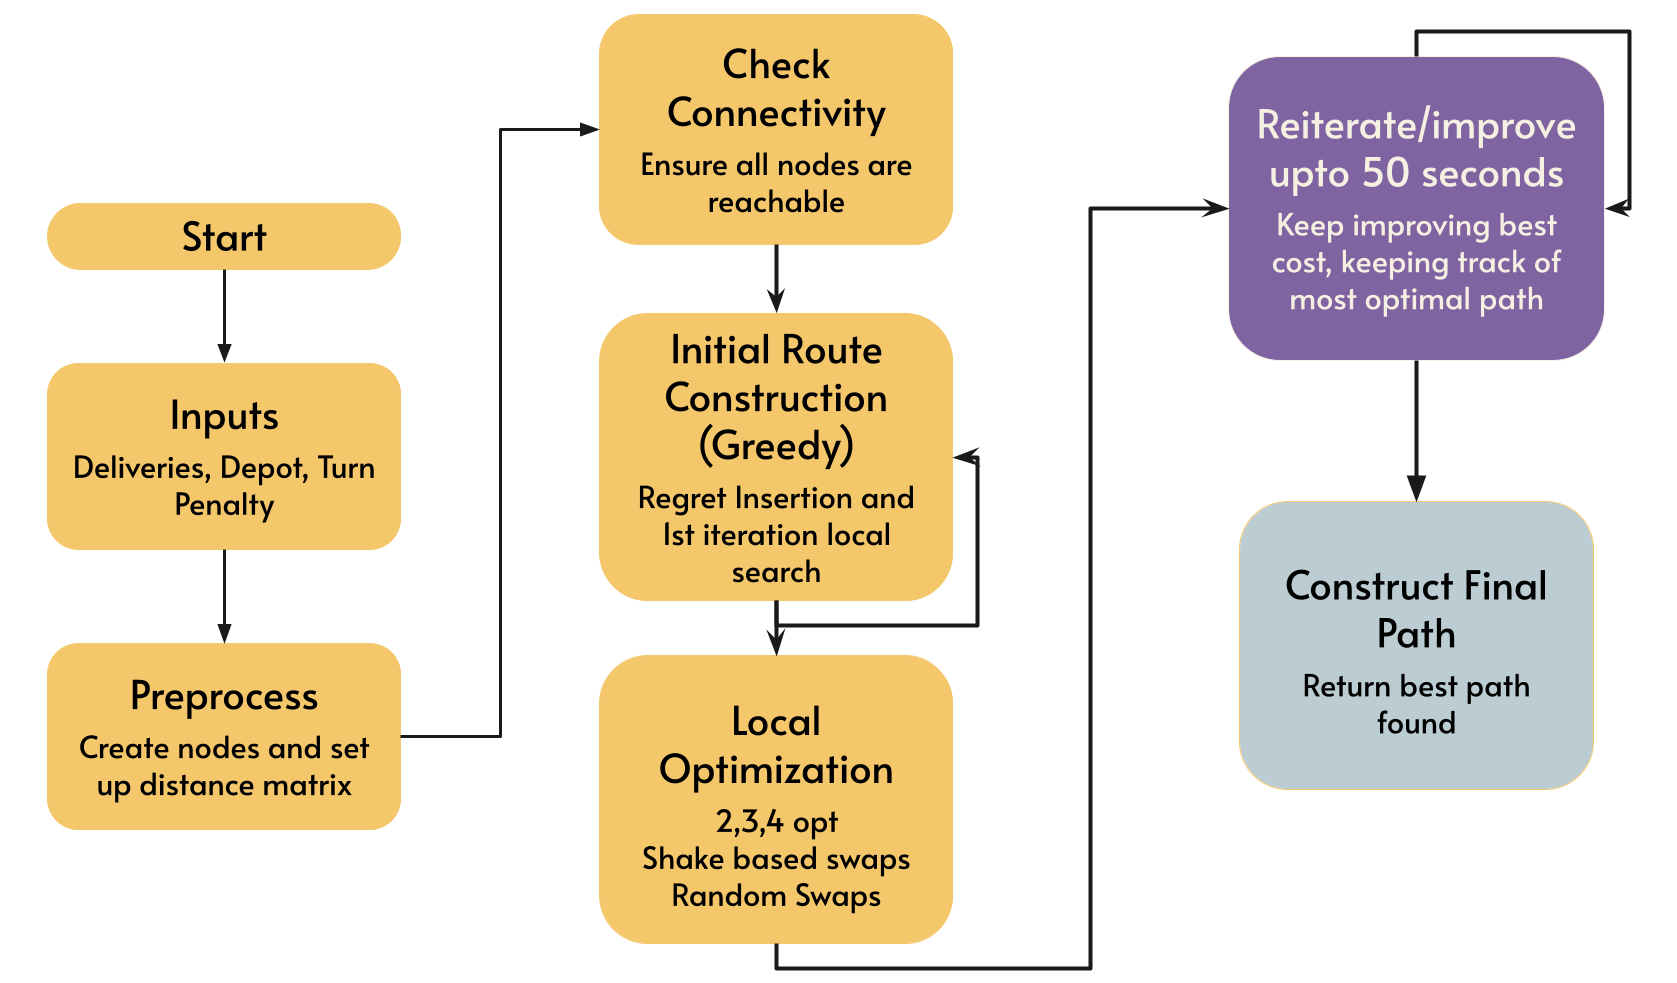 Start
Inputs
Deliveries, Depot, Turn
Penalty
Preprocess
Create nodes and set
up distance matrix
Check
Connectivity
Ensure all nodes are
reachable
Initial Route
Construction
(Greedy)
Regret Insertion and
1st iteration local
search
Local
Optimization
2,3,4 opt
Shake based swaps
Random Swaps
Reiterate/improve
upto 50 seconds
Keep improving best
cost, keeping track of
most optimal path
Construct Final
Path
Return best path
found